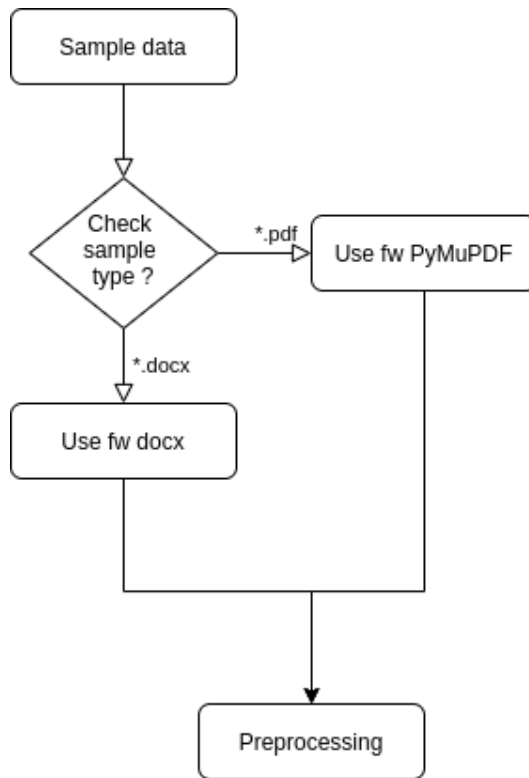 Sample data
Check
sample
type ?
*.pdf
Use fw PyMuPDF
*.docx
Use fw docx
Preprocessing